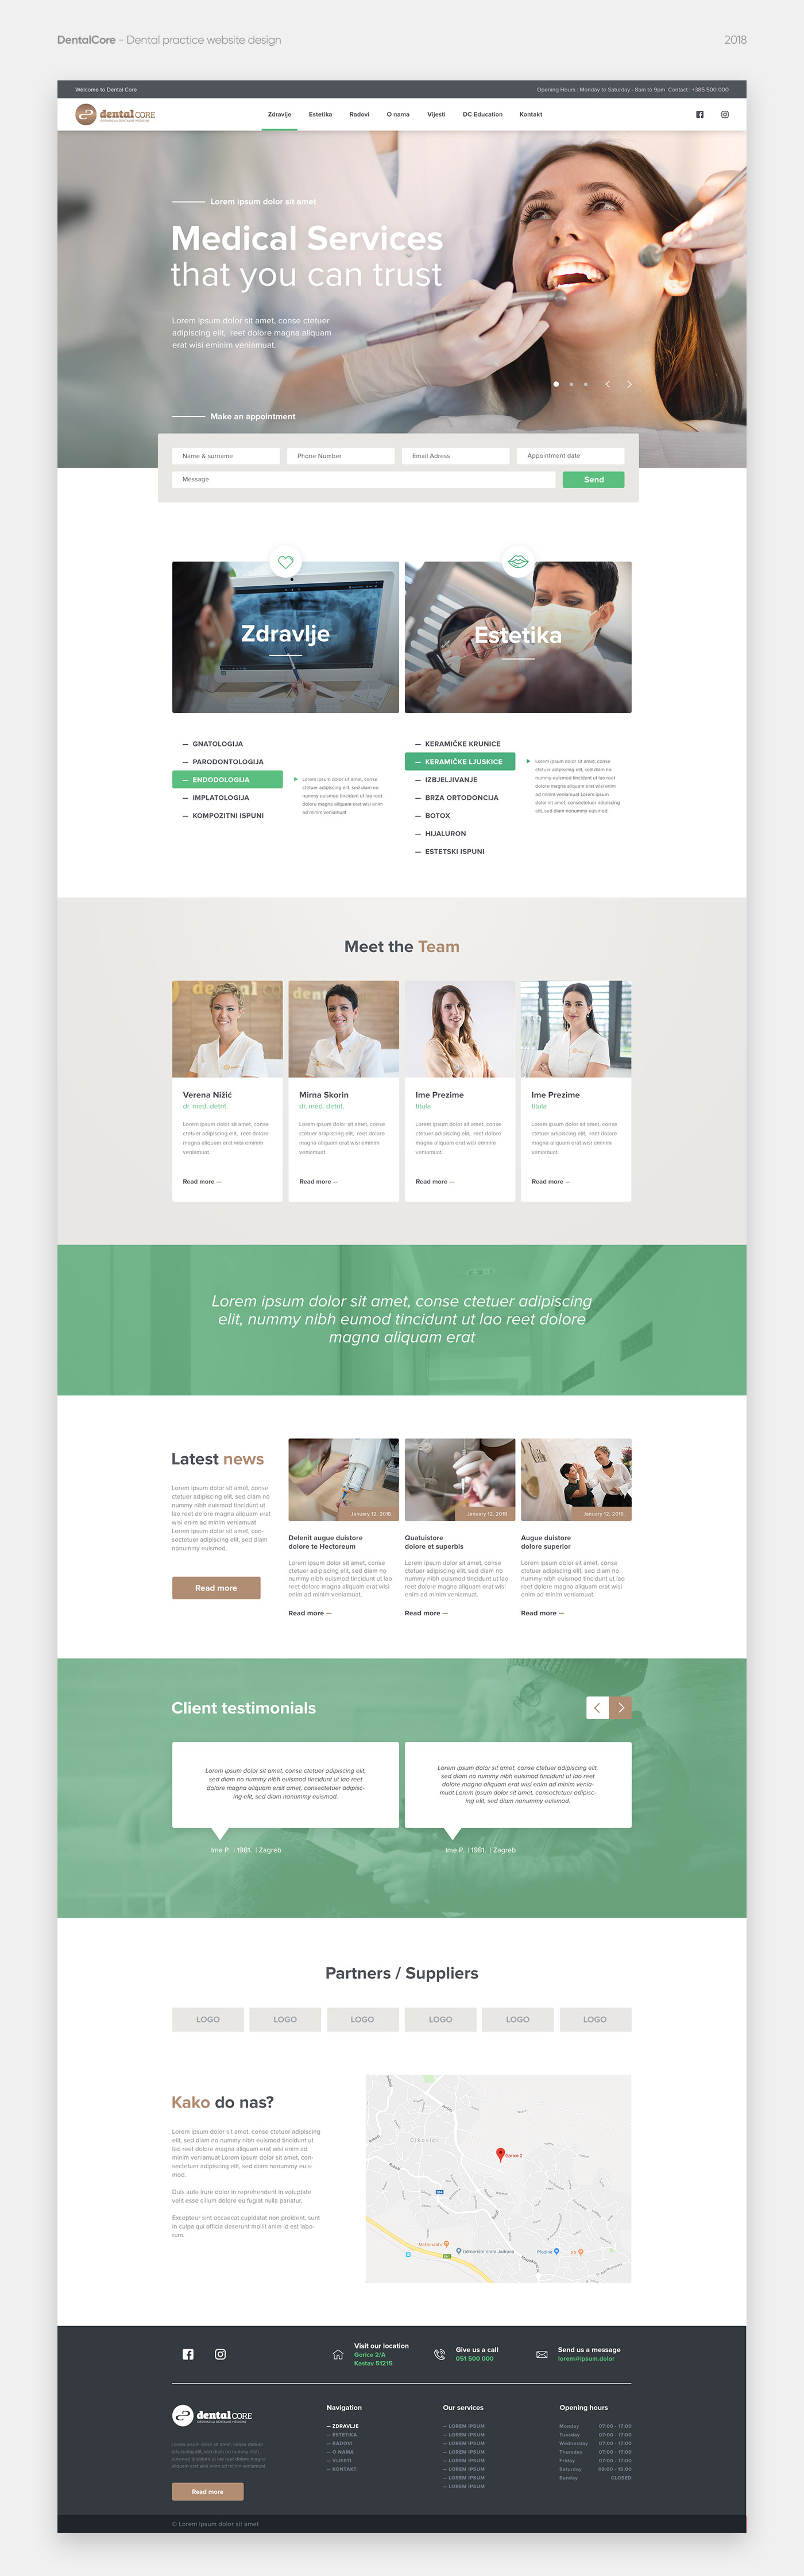 DentalCore - Dental practice website design
2018
Welcome to Dental Core
Opening Hours : Monday to Saturday - 8am to 9pm Contact : +385 500 000
dental CORE
Zdravlje
Estetika
Radovi
O nama
Vijesti
DC Education
Kontakt
Lorem ipsum dolor sit amet
Medical Services
that you can trust
Lorem ipsum dolor sit amet, conse ctetuer
adipiscing elit, reet dolore magna aliquam
erat wisi eminim veniamuat.
Make an appointment
Name & surname
Phone Number
Email Adress
Appointment date
Message
Send
Zdravlje
Estetika
— GNATOLOGIJA
— PARODONTOLOGIJA
— ENDODOLOGIJA
— IMPLATOLOGIJA
— KOMPOZITNI ISPUNI
Lorem ipsum dolor sit amet, conse
ctetuer adipiscing elit, sed diam no
nummy euismod tincidunt ut lao reet
dolore magna aliquam erat wisi enim
ad minim veniamuat
— KERAMIČKE KRUNICE
— KERAMIČKE LJUSKICE
— IZBJELJIVANJE
— BRZA ORTODONCIJA
— BOTOX
— HIJALURON
— ESTETSKI ISPUNI
Lorem ipsum dolor sit amet, conse
ctetuer adipiscing elit, sed diam no
nummy euismod tincidunt ut lao reet
dolore magna aliquam erat wisi enim
ad minim veniamuat Lorem ipsum
dolor sit amet, consectetuer adipiscing
elit, sed diam nonummy euismod.
Meet the Team
Verena Nižić
dr. med. detnt.
Lorem ipsum dolor sit amet, conse
ctetuer adipiscing elit, reet dolore
magna aliquam erat wisi eminim
veniamuat.
Read more —
Mirna Skorin
dr. med. detnt.
Lorem ipsum dolor sit amet, conse
ctetuer adipiscing elit, reet dolore
magna aliquam erat wisi eminim
veniamuat.
Read more —
Ime Prezime
titula
Lorem ipsum dolor sit amet, conse
ctetuer adipiscing elit, reet dolore
magna aliquam erat wisi eminim
veniamuat.
Read more —
Ime Prezime
titula
Lorem ipsum dolor sit amet, conse
ctetuer adipiscing elit, reet dolore
magna aliquam erat wisi eminim
veniamuat.
Read more —
Lorem ipsum dolor sit amet, conse ctetuer adipiscing
elit, nummy nibh eumod tincidunt ut lao reet dolore
magna aliquam erat
Latest news
Lorem ipsum dolor sit amet, conse
ctetuer adipiscing elit, sed diam no
nummy nibh euismod tincidunt ut
lao reet dolore magna aliquam erat
wisi enim ad minim veniamuat
Lorem ipsum dolor sit amet, con-
sectetuer adipiscing elit, sed diam
nonummy euismod.
Read more
January 12, 2018.
Delenit augue duistore
dolore te Hectoreum
Lorem ipsum dolor sit amet, conse
ctetuer adipiscing elit, sed diam no
nummy nibh euismod tincidunt ut lao
reet dolore magna aliquam erat wisi
enim ad minim veniamuat.
Read more —
January 12, 2018.
Quatuistore
dolore et superbis
Lorem ipsum dolor sit amet, conse
ctetuer adipiscing elit, sed diam no
nummy nibh euismod tincidunt ut lao
reet dolore magna aliquam erat wisi
enim ad minim veniamuat.
Read more —
January 12, 2018.
Augue duistore
dolore superior
Lorem ipsum dolor sit amet, conse
ctetuer adipiscing elit, sed diam no
nummy nibh euismod tincidunt ut lao
reet dolore magna aliquam erat wisi
enim ad minim veniamuat.
Read more —
Client testimonials
Lorem ipsum dolor sit amet, conse ctetuer adipiscing elit,
sed diam no nummy nibh euismod tincidunt ut lao reet
dolore magna aliquam ersit amet, consectetuer adipisc-
ing elit, sed diam nonummy euismod.
Ime P. | 1981. | Zagreb
Lorem ipsum dolor sit amet, conse ctetuer adipiscing elit,
sed diam no nummy nibh euismod tincidunt ut lao reet
dolore magna aliquam erat wisi enim ad minim venia-
muat Lorem ipsum dolor sit amet, consectetuer adipisc-
ing elit, sed diam nonummy euismod.
Ime P. | 1981. | Zagreb
Partners / Suppliers
LOGO
LOGO
LOGO
LOGO
LOGO
LOGO
Kako do nas?
Lorem ipsum dolor sit amet, conse ctetuer adipiscing
elit, sed diam no nummy nibh euismod tincidunt ut
lao reet dolore magna aliquam erat wisi enim ad
minim veniamuat Lorem ipsum dolor sit amet, con-
sectetuer adipiscing elit, sed diam nonummy euis-
mod.
Duis aute irure dolor in reprehenderit in voluptate
velit esse cillum dolore eu fugiat nulla pariatur.
Excepteur sint occaecat cupidatat non proident, sunt
in culpa qui officia deserunt mollit anim id est labo-
rum.
Gorice 2
McDonald's
Plodine
Visit our location
Gorice 2/A
Kastav 51215
Give us a call
051 500 000
Send us a message
lorem@ipsum.dolor
dental CORE
Lorem ipsum dolor sit amet, conse ctetuer
adipiscing elit, sed diam no nummy nibh
euismod tincidunt ut lao reet dolore magna
aliquam erat wisi enim ad minim veniamuat
Read more
Navigation
— ZDRAVLJE
— ESTETIKA
— RADOVI
— O NAMA
— VIJESTI
— KONTAKT
Our services
— LOREM IPSUM
— LOREM IPSUM
— LOREM IPSUM
— LOREM IPSUM
— LOREM IPSUM
— LOREM IPSUM
— LOREM IPSUM
— LOREM IPSUM
Opening hours
Monday 07:00 - 17:00
Tuesday 07:00 - 17:00
Wednesday 07:00 - 17:00
Thursday 07:00 - 17:00
Friday 07:00 - 17:00
Saturday 09:00 - 15:00
Sunday CLOSED
© Lorem ipsum dolor sit amet